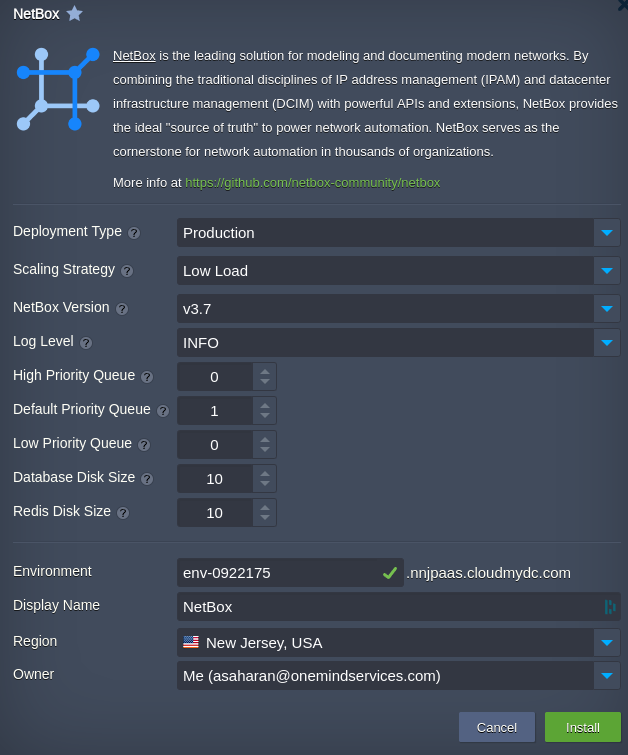 NetBox
NetBox is the leading solution for modeling and documenting modern networks. By
combining the traditional disciplines of IP address management (IPAM) and datacenter
infrastructure management (DCIM) with powerful APIs and extensions, NetBox provides
the ideal "source of truth" to power network automation. NetBox serves as the
cornerstone for network automation in thousands of organizations.
More info at https://github.com/netbox-community/netbox
Deployment Type ? Production
Scaling Strategy ? Low Load
NetBox Version ? v3.7
Log Level ? INFO
High Priority Queue ? 0
Default Priority Queue ? 1
Low Priority Queue ? 0
Database Disk Size ? 10
Redis Disk Size ? 10
Environment env-0922175 .nnjpaas.cloudmydc.com
Display Name NetBox
Region New Jersey, USA
Owner Me (asaharan@onemindservices.com)
Cancel Install